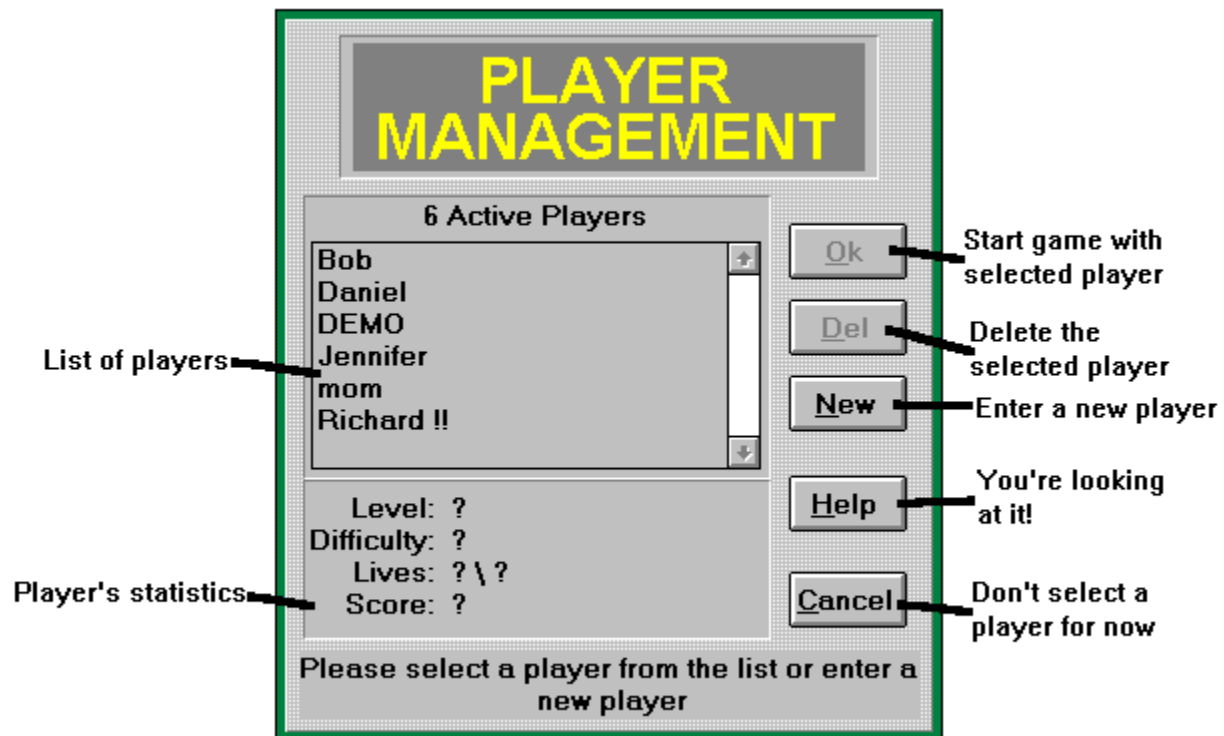 PLAYER
MANAGEMENT
6 Active Players
Bob
Daniel
DEMO
Jennifer
mom
Richard !!
List of players
Level: ?
Difficulty: ?
Lives: ? \ ?
Score: ?
Player's statistics
Ok
Start game with
selected player
Del
Delete the
selected player
New
Enter a new player
Help
You're looking
at it!
Cancel
Don't select a
player for now
Please select a player from the list or enter a
new player